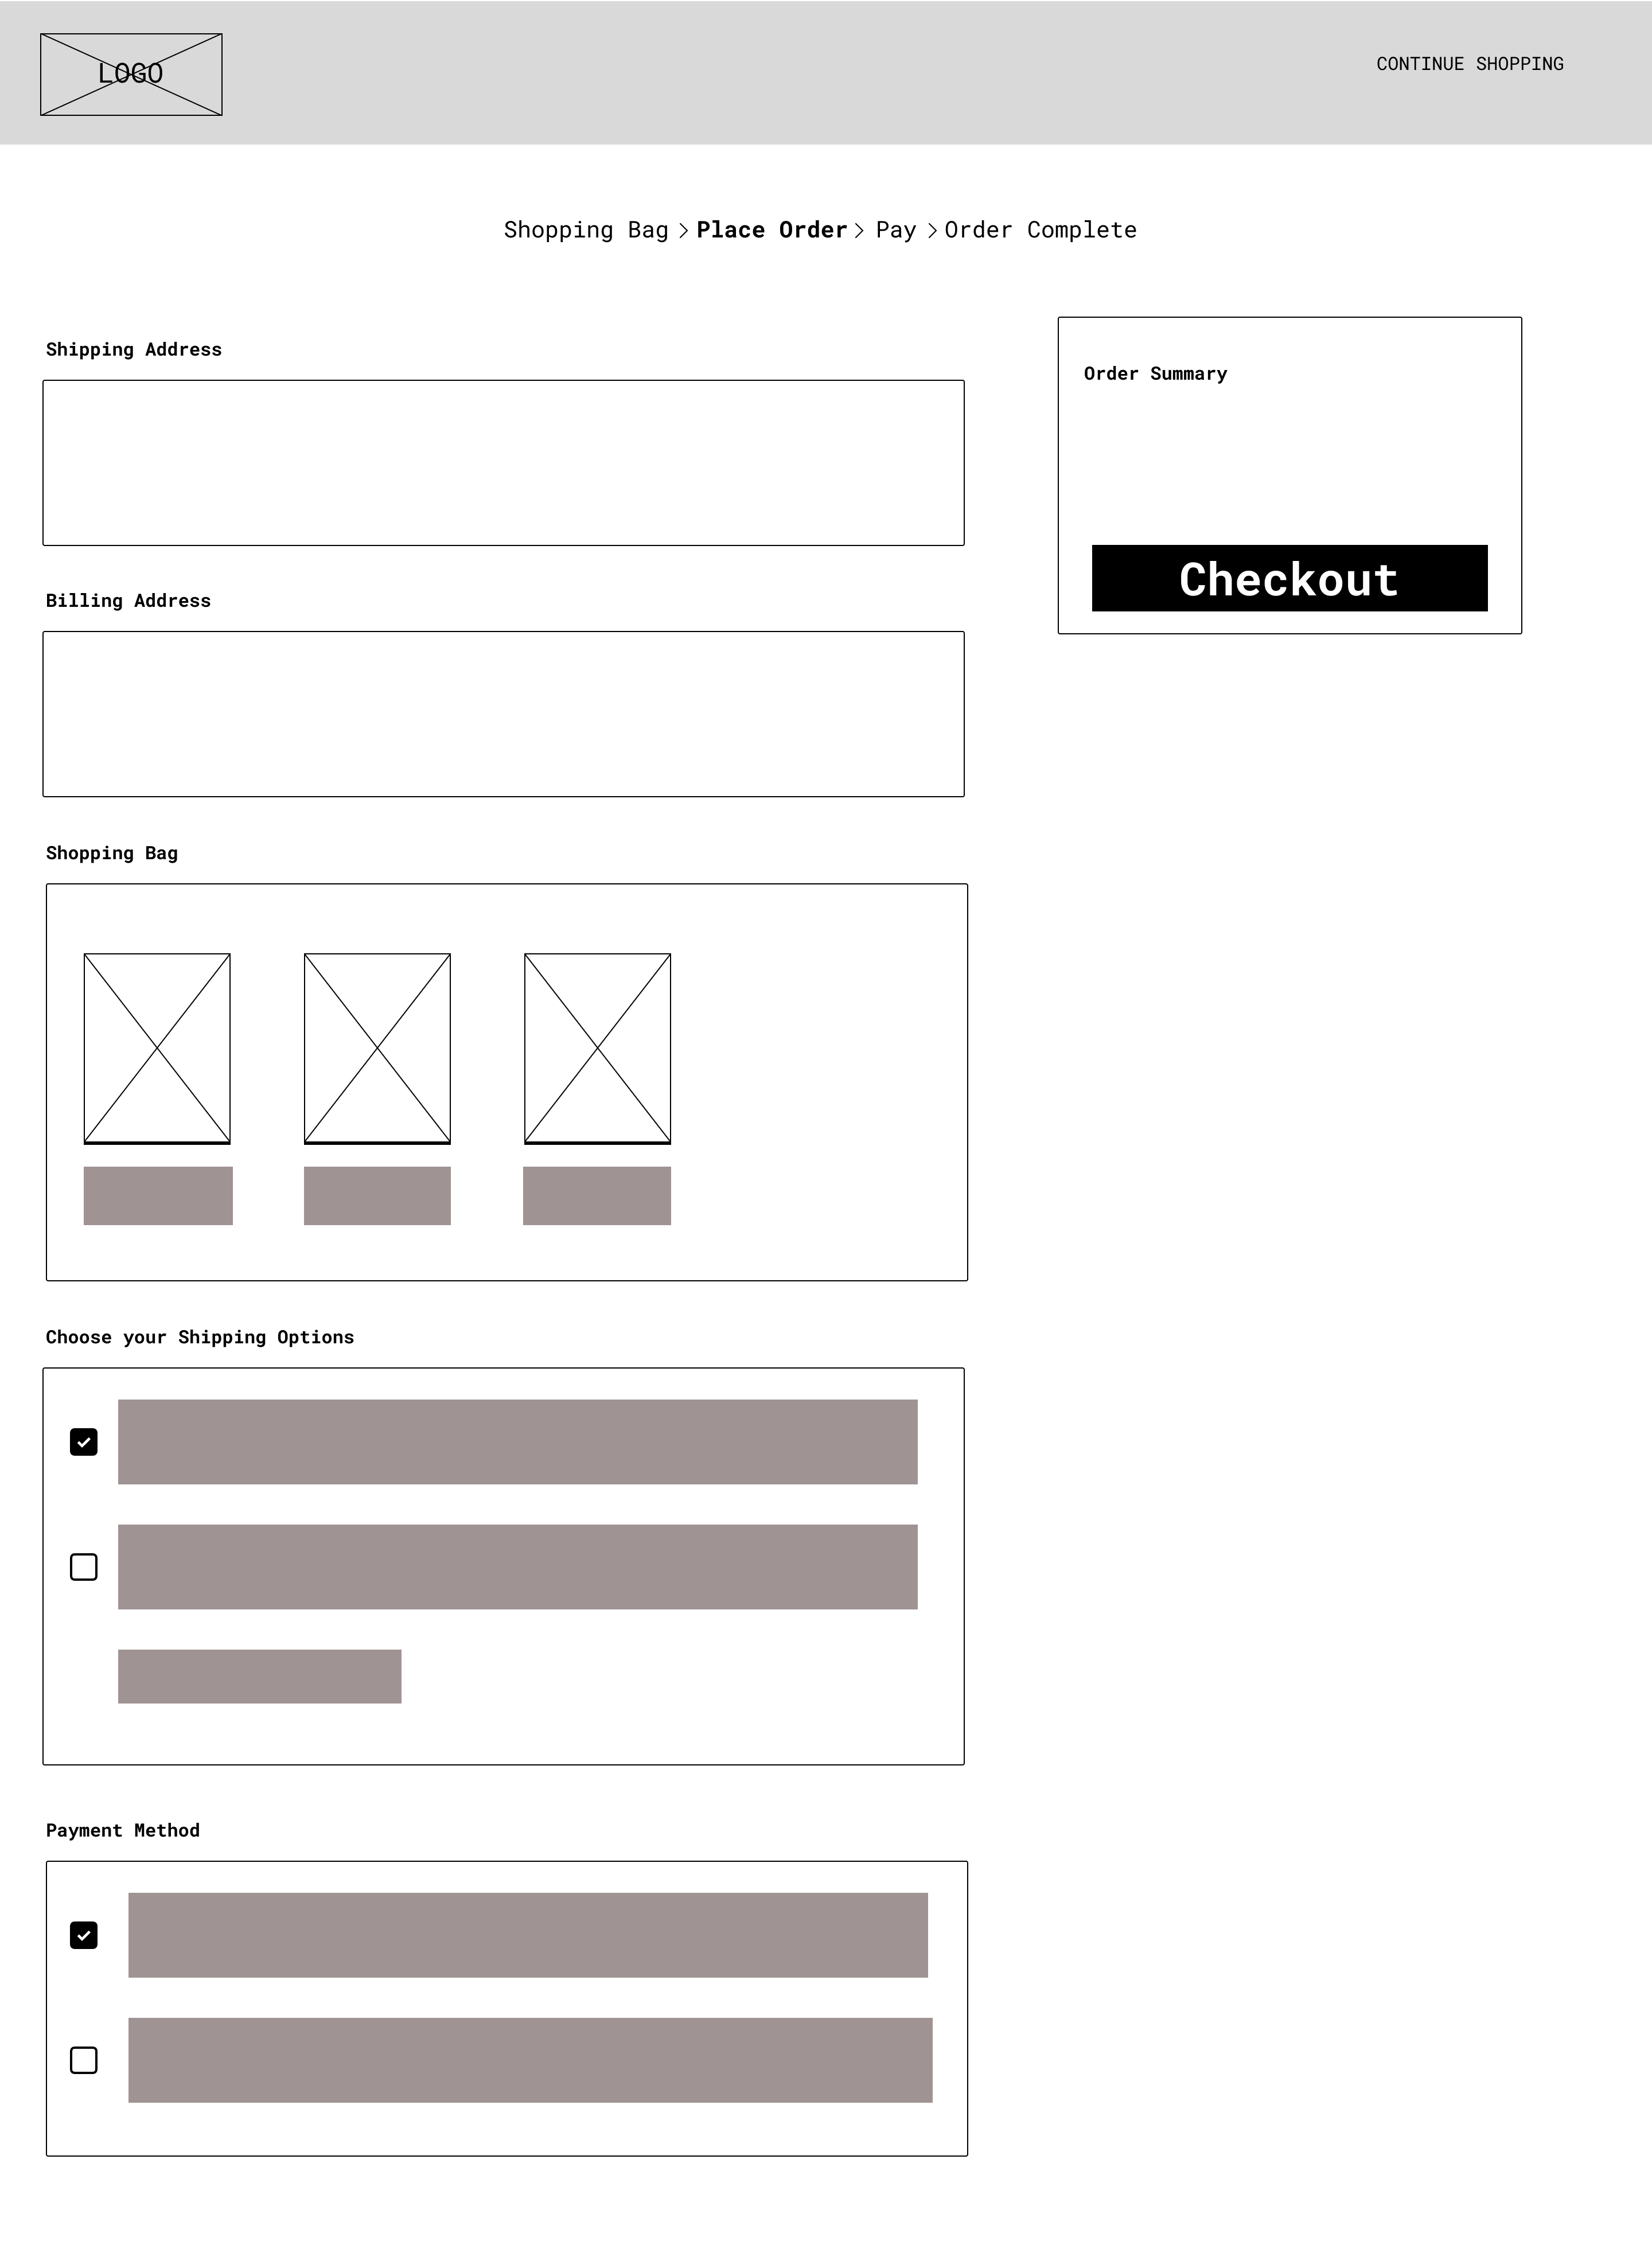 LOGO
CONTINUE SHOPPING
Shopping Bag > Place Order > Pay > Order Complete
Shipping Address
Order Summary
Checkout
Billing Address
Shopping Bag
Choose your Shipping Options
Payment Method